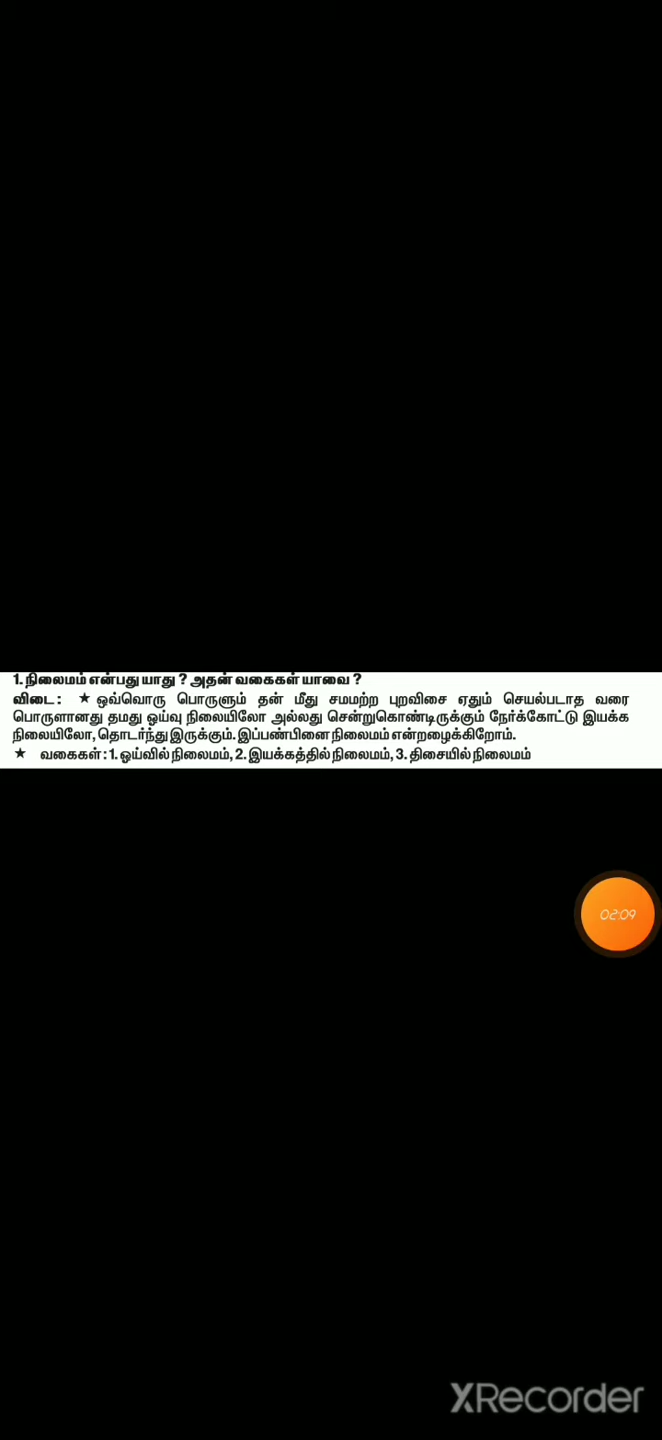 1. நிலைமம் என்பது யாது ? அதன் வகைகள் யாவை ?
விடை : ★ ஒவ்வொரு பொருளும் தன் மீது சமமற்ற புறவிசை ஏதும் செயல்படாத வரை
பொருளானது தமது ஓய்வு நிலையிலோ அல்லது சென்றுகொண்டிருக்கும் நேர்க்கோட்டு இயக்க
நிலையிலோ, தொடர்ந்து இருக்கும். இப்பண்பினை நிலைமம் என்றழைக்கிறோம்.
★ வகைகள் : 1. ஓய்வில் நிலைமம், 2. இயக்கத்தில் நிலைமம், 3. திசையில் நிலைமம்
02:09
XRecorder